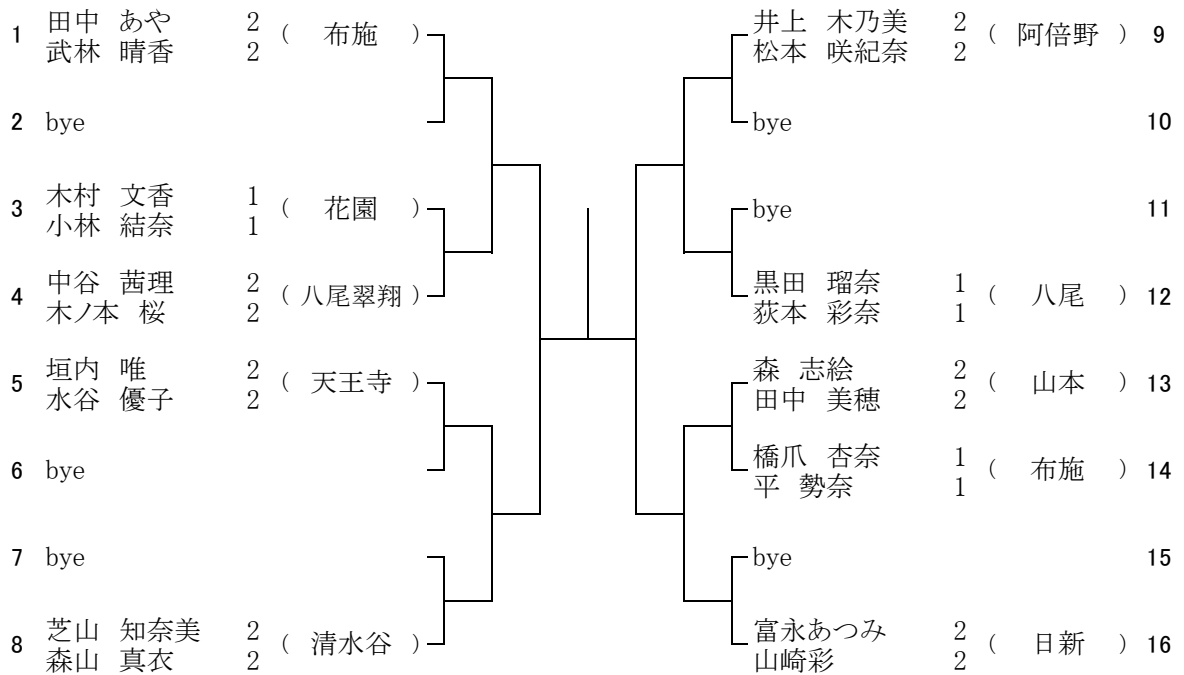 1 田中 あや 2 ( 布施 )
武林 晴香 2
2 bye
3 木村 文香 1 ( 花園 )
小林 結奈 1
4 中谷 茜理 2 ( 八尾翠翔 )
木ノ本 桜 2
5 垣内 唯 2 ( 天王寺 )
水谷 優子 2
6 bye
7 bye
8 芝山 知奈美 2 ( 清水谷 )
森山 真衣 2
井上 木乃美 2 ( 阿倍野 ) 9
松本 咲紀奈 2
bye 10
bye 11
黒田 瑠奈 1 ( 八尾 ) 12
荻本 彩奈 1
森 志絵 2 ( 山本 ) 13
田中 美穂 2
橋爪 杏奈 1 ( 布施 ) 14
平 勢奈 1
bye 15
富永あつみ 2 ( 日新 ) 16
山崎彩 2